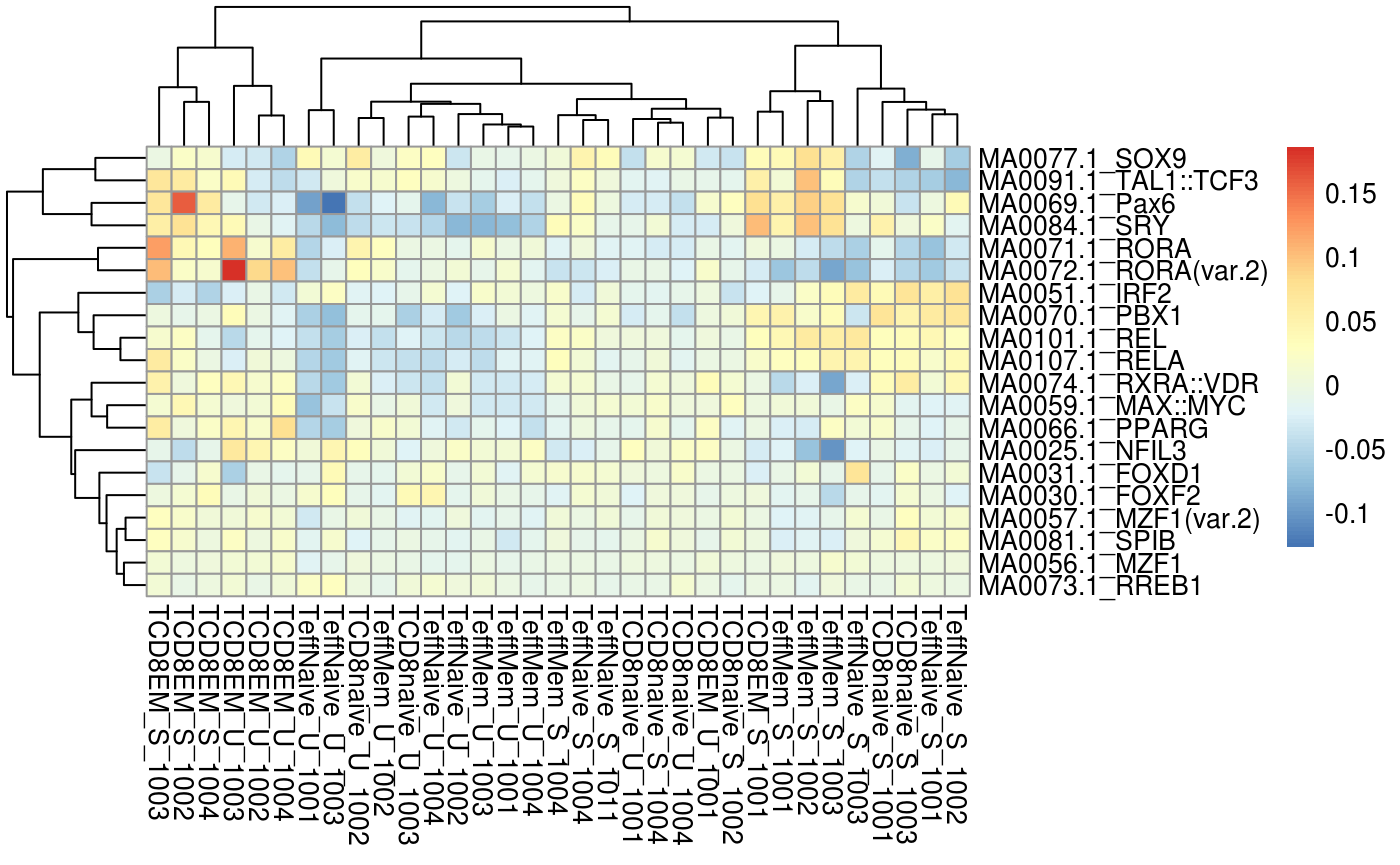 MA0077.1_SOX9
MA0091.1_TAL1::TCF3
MA0069.1_Pax6
MA0084.1_SRY
MA0071.1_RORA
MA0072.1_RORA(var.2)
MA0051.1_IRF2
MA0070.1_PBX1
MA0101.1_REL
MA0107.1_RELA
MA0074.1_RXRA::VDR
MA0059.1_MAX::MYC
MA0066.1_PPARG
MA0025.1_NFIL3
MA0031.1_FOXD1
MA0030.1_FOXF2
MA0057.1_MZF1(var.2)
MA0081.1_SPIB
MA0056.1_MZF1
MA0073.1_RREB1
0.15
0.1
0.05
0
-0.05
-0.1
TCD8EM_S_1003
TCD8EM_S_1002
TCD8EM_S_1004
TCD8EM_U_1003
TCD8EM_U_1002
TCD8EM_U_1004
TeffNaive_U_1001
TeffNaive_U_1003
TCD8naive_U_1002
TeffMem_U_1002
TCD8naive_U_1003
TeffNaive_U_1004
TeffNaive_U_1002
TeffMem_U_1003
TeffMem_U_1001
TeffMem_U_1004
TeffMem_S_1004
TeffNaive_S_1004
TeffNaive_S_1011
TCD8naive_U_1001
TCD8naive_S_1004
TCD8naive_U_1004
TCD8EM_U_1001
TCD8naive_S_1002
TCD8EM_S_1001
TeffMem_S_1001
TeffMem_S_1002
TeffMem_S_1003
TeffNaive_S_1003
TCD8naive_S_1001
TCD8naive_S_1003
TeffNaive_S_1001
TeffNaive_S_1002